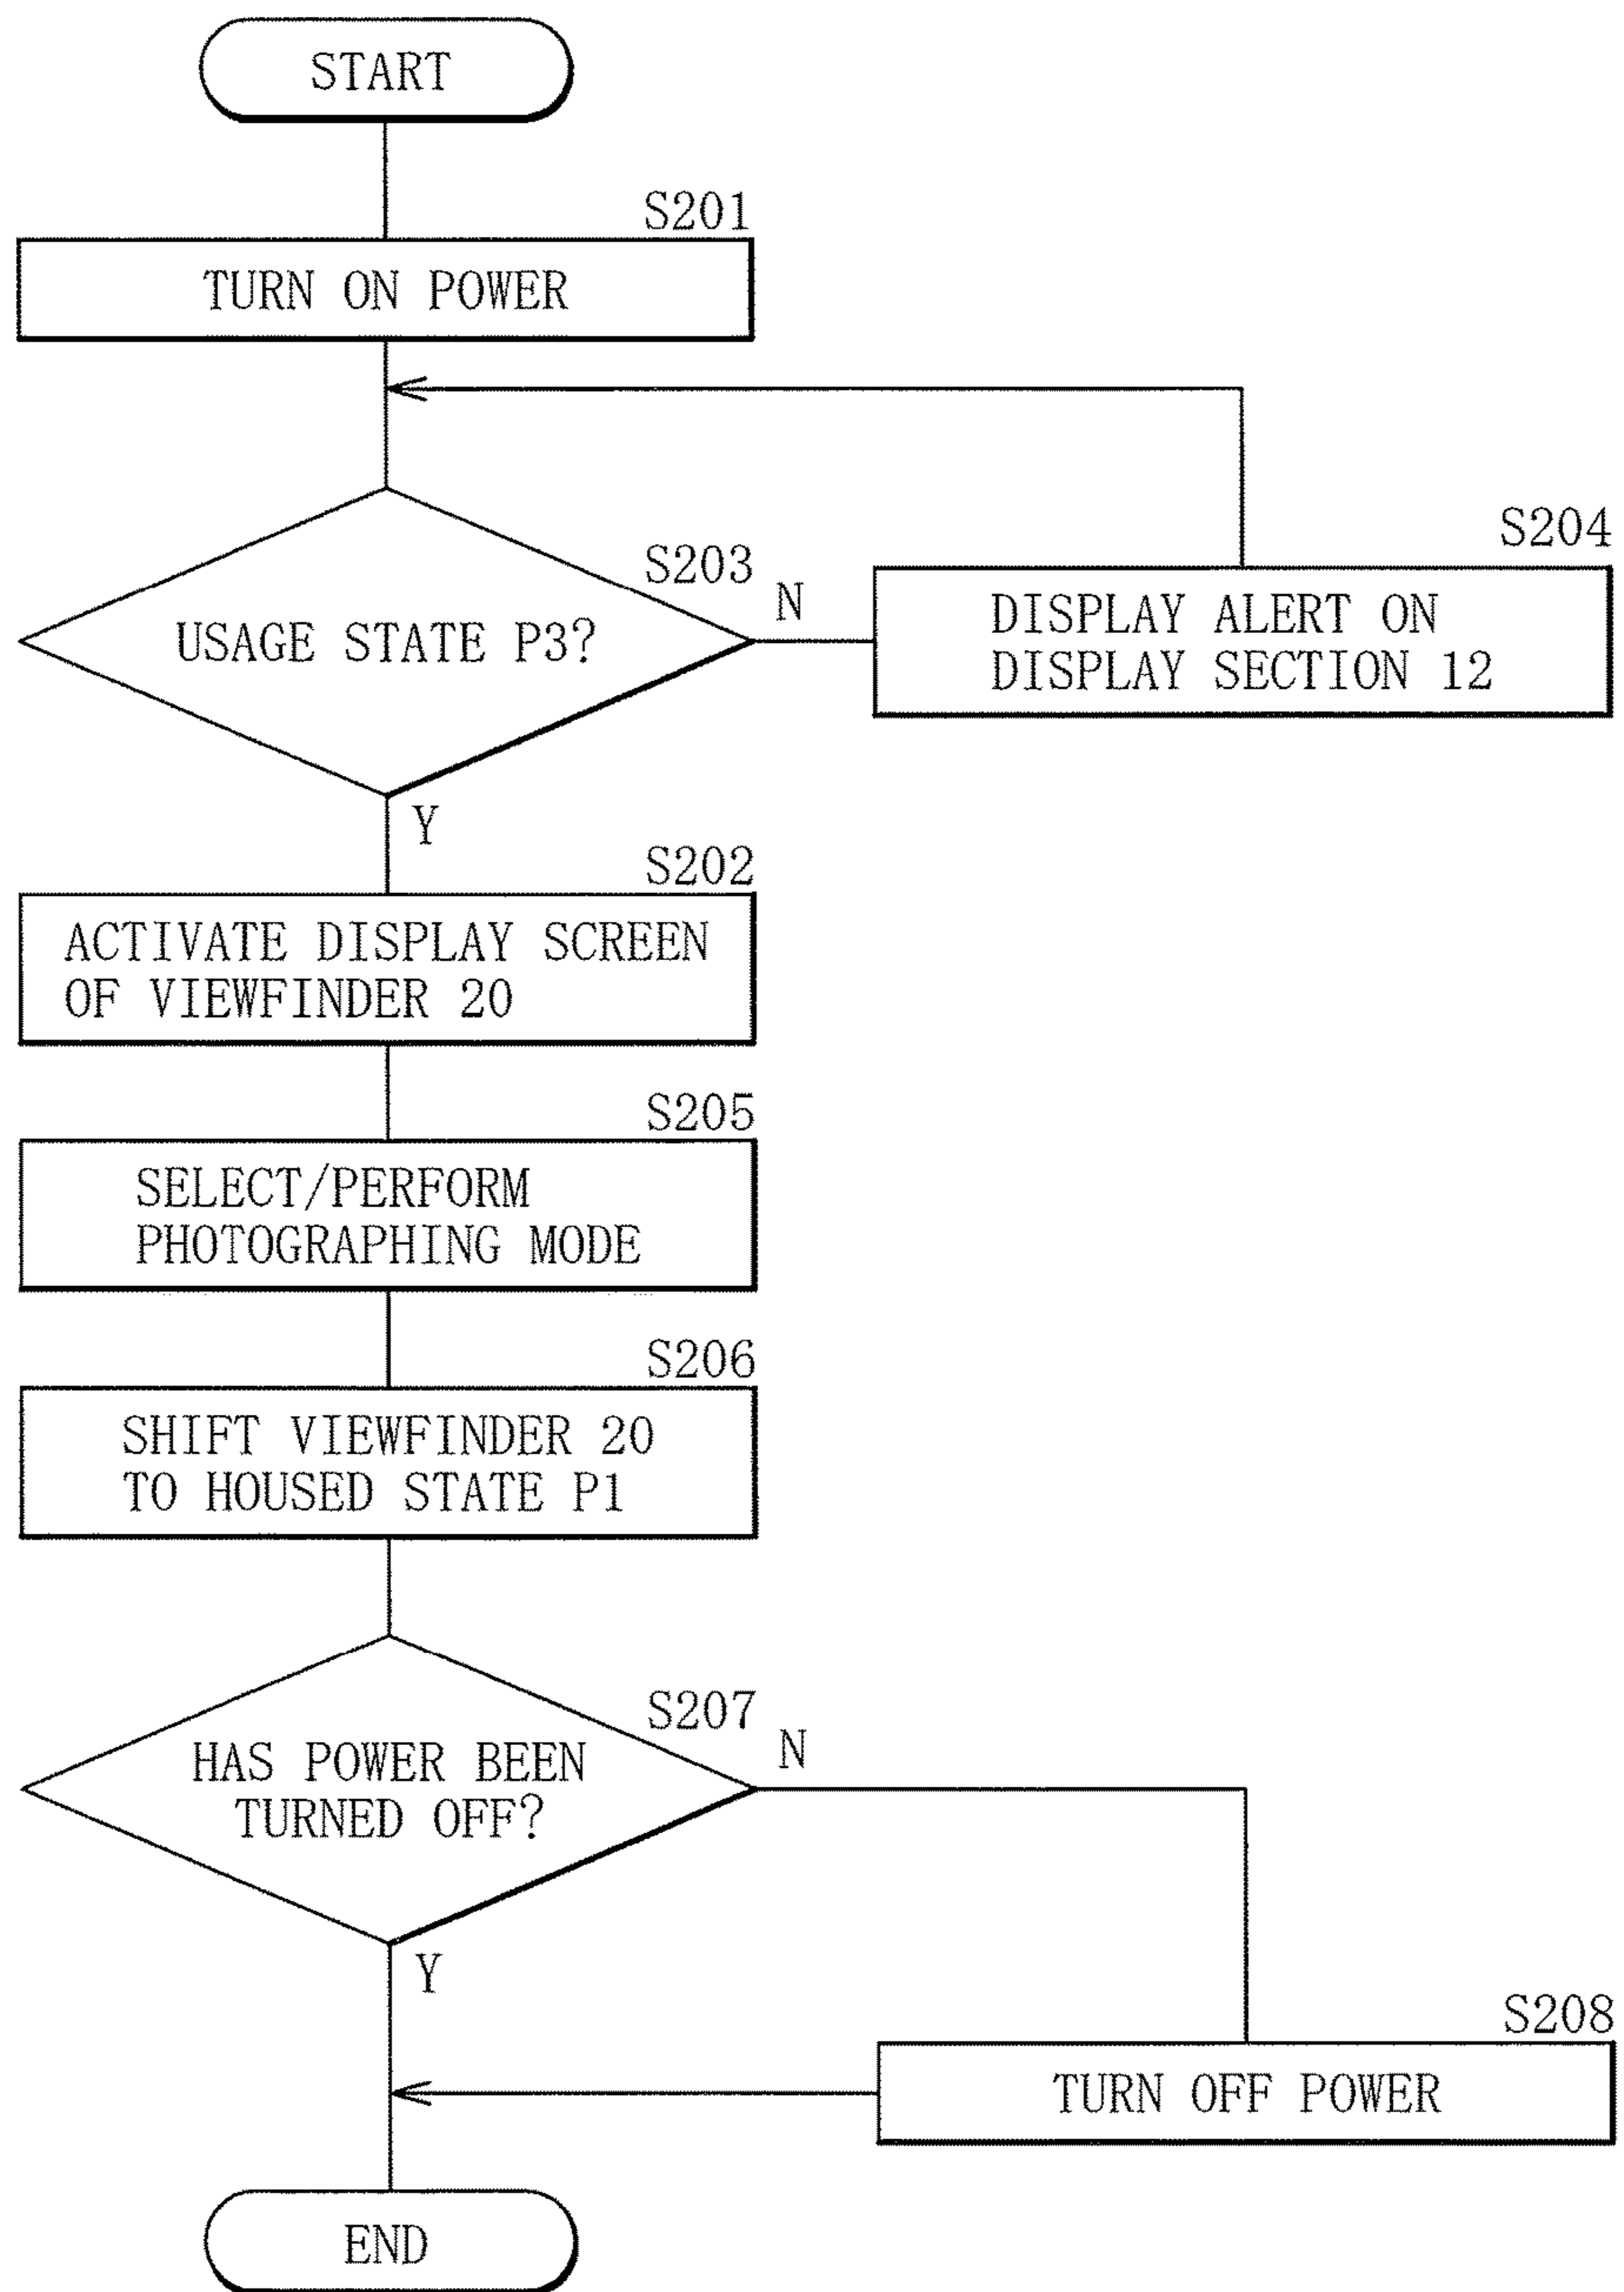 START
S201
TURN ON POWER
S203
USAGE STATE P3?
N
S204
DISPLAY ALERT ON
DISPLAY SECTION 12
Y
S202
ACTIVATE DISPLAY SCREEN
OF VIEWFINDER 20
S205
SELECT/PERFORM
PHOTOGRAPHING MODE
S206
SHIFT VIEWFINDER 20
TO HOUSED STATE P1
S207
HAS POWER BEEN
TURNED OFF?
N
Y
S208
TURN OFF POWER
END